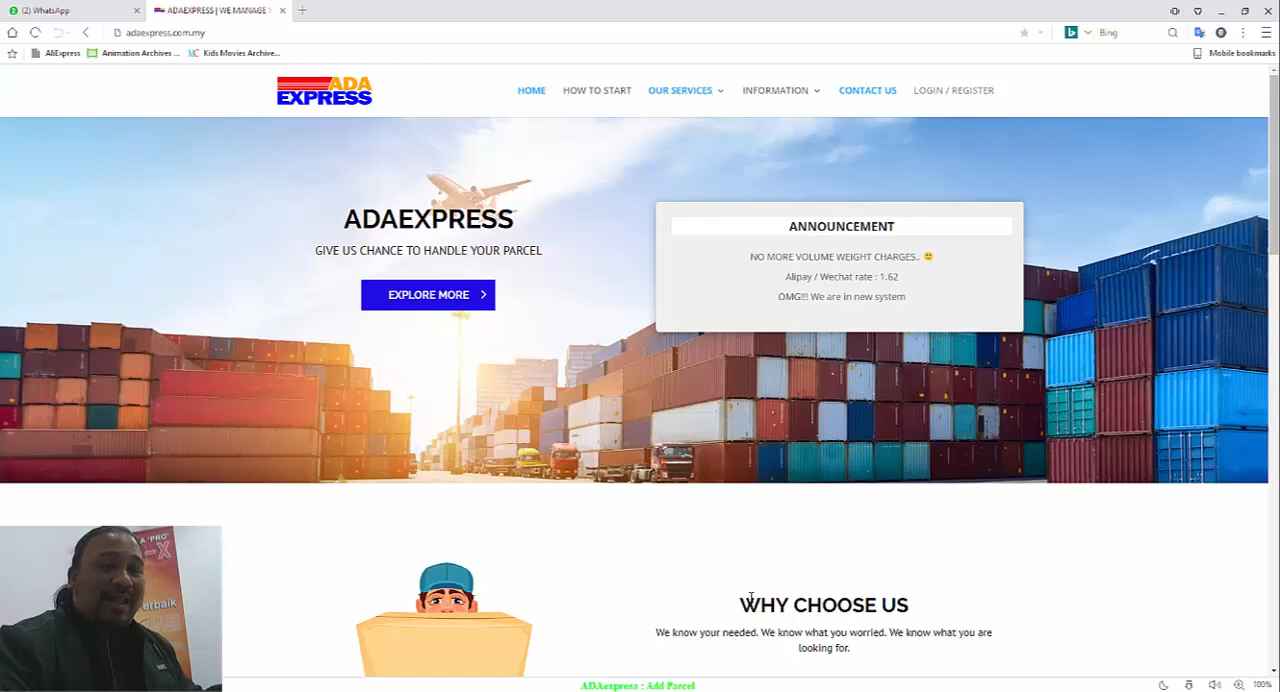 (2) WhatsApp
ADAEXPRESS | WE MANAGE
adaexpress.com.my
Bing
AliExpress
Animation Archives ...
Kids Movies Archive...
Mobile bookmarks
ADA
EXPRESS
HOME
HOW TO START
OUR SERVICES
INFORMATION
CONTACT US
LOGIN / REGISTER
ADAEXPRESS
GIVE US CHANCE TO HANDLE YOUR PARCEL
EXPLORE MORE
ANNOUNCEMENT
NO MORE VOLUME WEIGHT CHARGES.. 🙂
Alipay / Wechat rate : 1.62
OMG!!! We are in new system
A 'PRO'
-X
erbaik
WHY CHOOSE US
We know your needed. We know what you worried. We know what you are
looking for.
ADAexpress : Add Parcel
100%